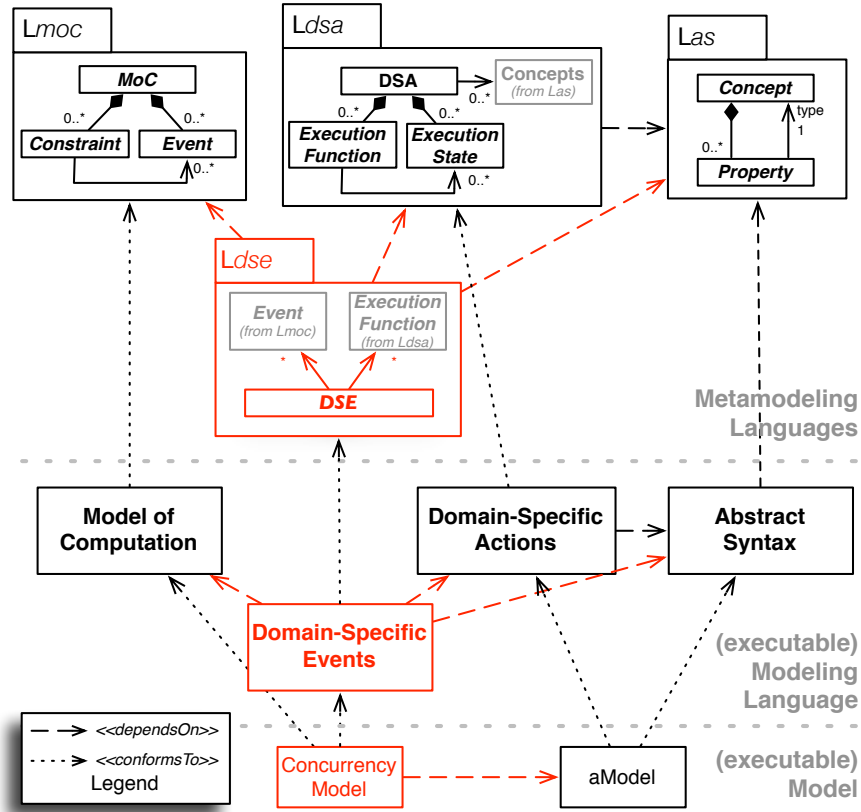 Lmoc
Ldsa
Las
MoC
0..*
0..*
Constraint
Event
0..*
DSA
0..*
Concepts
(from Las)
0..*
0..*
Execution
Function
Execution
State
0..*
Concept
type
1
0..*
Property
Ldse
Event
(from Lmoc)
Execution
Function
(from Ldsa)
*
*
DSE
Metamodeling
Languages
Model of
Computation
Domain-Specific
Actions
Abstract
Syntax
Domain-Specific
Events
(executable)
Modeling
Language
<<dependsOn>>
<<conformsTo>>
Legend
Concurrency
Model
aModel
(executable)
Model